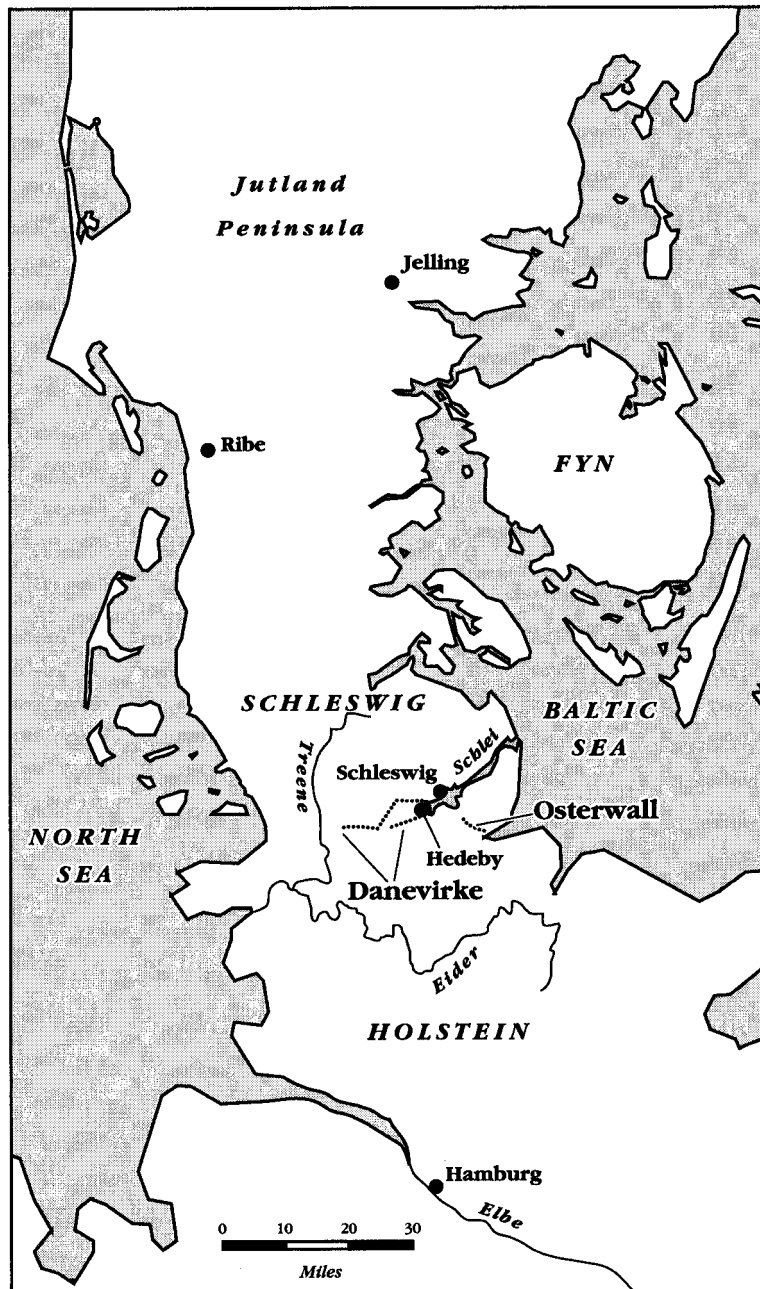 Jutland
Peninsula
Jelling
Ribe
FYN
SCHLESWIG
BALTIC
SEA
Treene
Schlei
Schleswig
Osterwall
NORTH
SEA
Hedeby
Danevirke
Eider
HOLSTEIN
Hamburg
Elbe
0 10 20 30
Miles